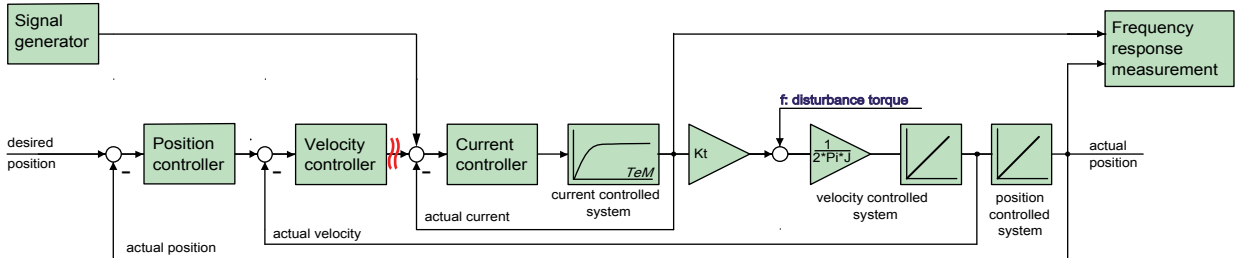 Signal
generator
Frequency
response
measurement
f: disturbance torque
desired
position
Position
controller
Velocity
controller
Current
controller
TeM
Kt
1
2*Pi*J
actual
position
current controlled
system
velocity controlled
system
position
controlled
system
actual current
actual velocity
actual position